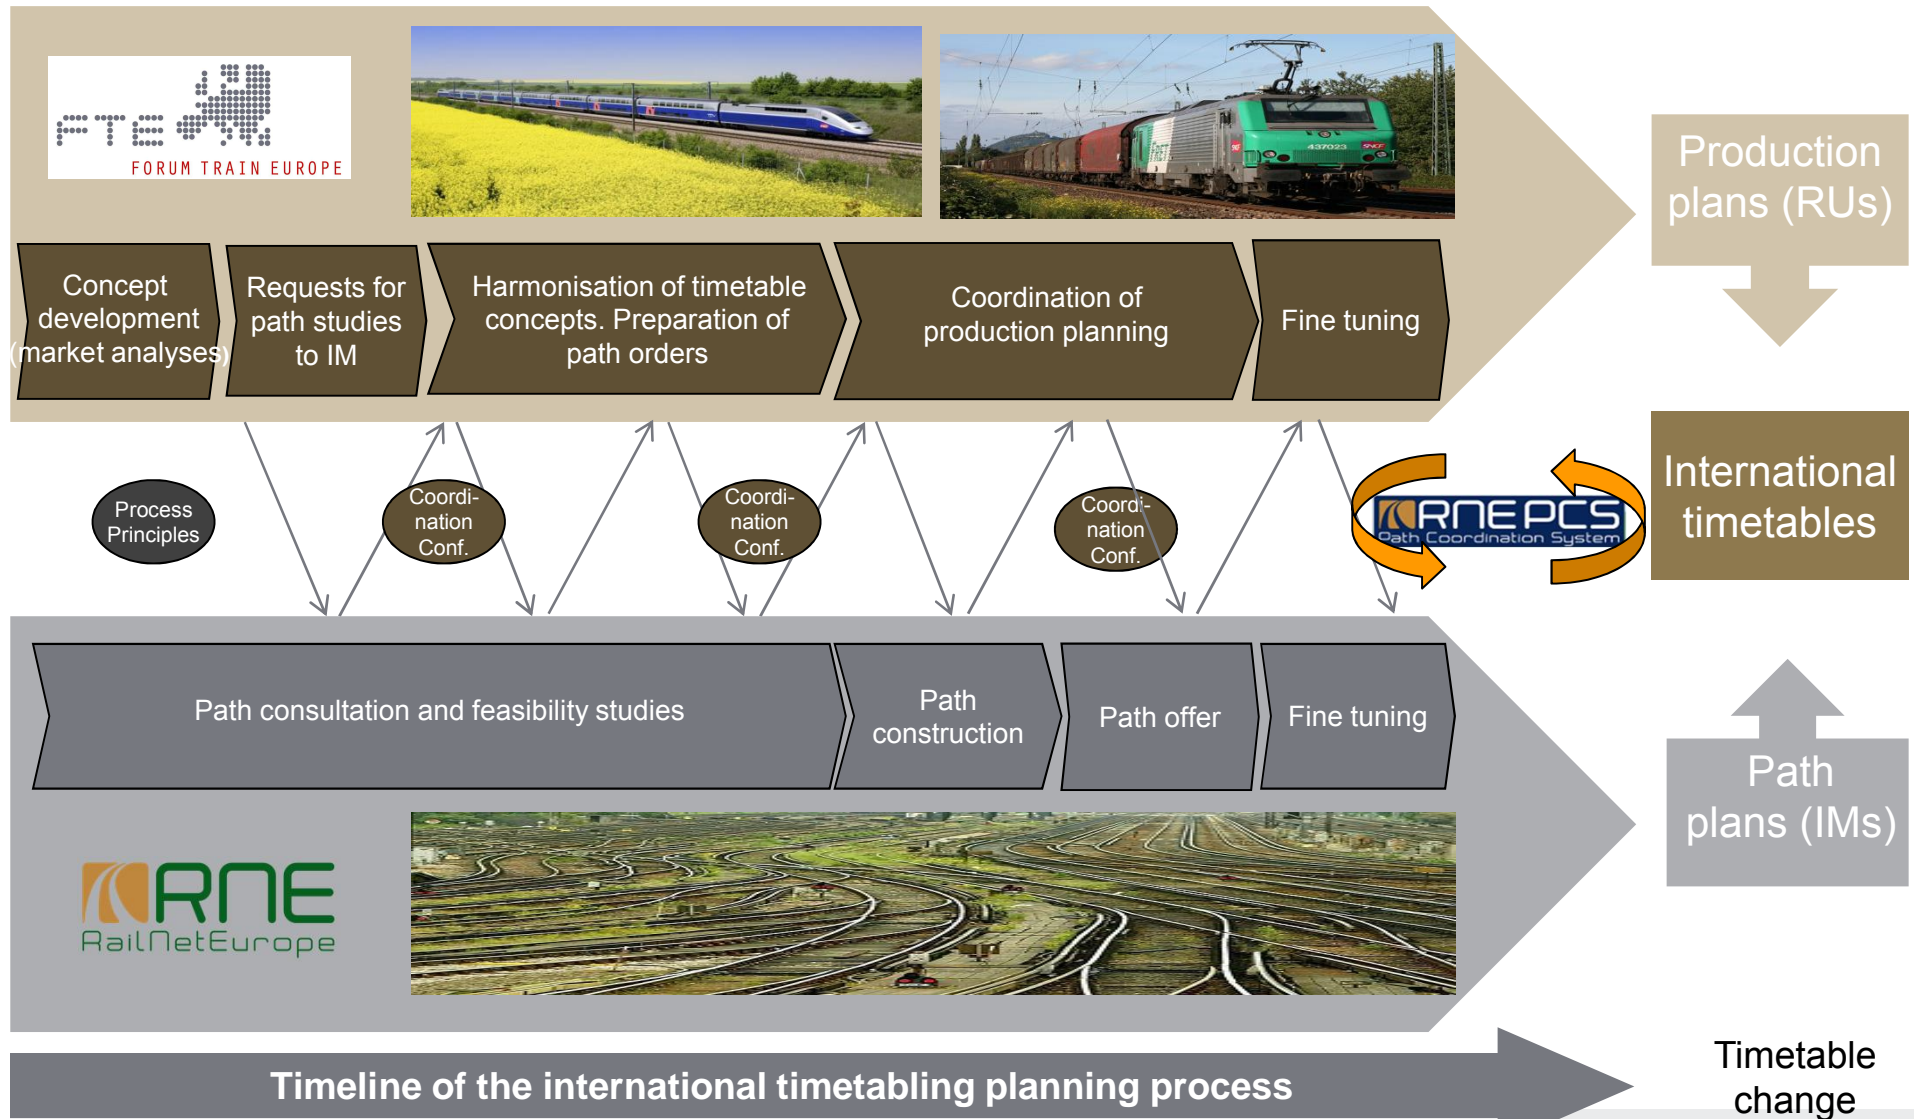 FTE
FORUM TRAIN EUROPE
FRET
437023
SNCF
Production
plans (RUs)
Concept
development
(market analyses)
Requests for
path studies
to IM
Harmonisation of timetable
concepts. Preparation of
path orders
Coordination of
production planning
Fine tuning
Process
Principles
Coordi-
nation
Conf.
Coordi-
nation
Conf.
Coordi-
nation
Conf.
RNE PCS
Path Coordination System
International
timetables
Path consultation and feasibility studies
Path
construction
Path offer
Fine tuning
Path
plans (IMs)
RNE
RailNetEurope
Timeline of the international timetabling planning process
Timetable
change